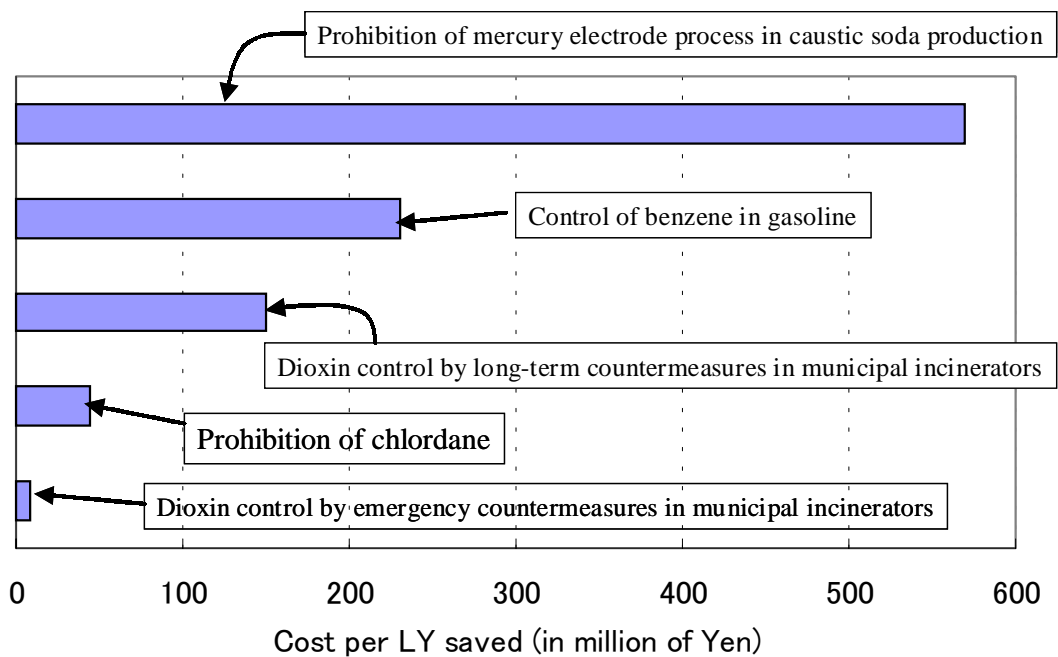 Prohibition of mercury electrode process in caustic soda production
Control of benzene in gasoline
Dioxin control by long-term countermeasures in municipal incinerators
Prohibition of chlordane
Dioxin control by emergency countermeasures in municipal incinerators
0 100 200 300 400 500 600
Cost per LY saved (in million of Yen)